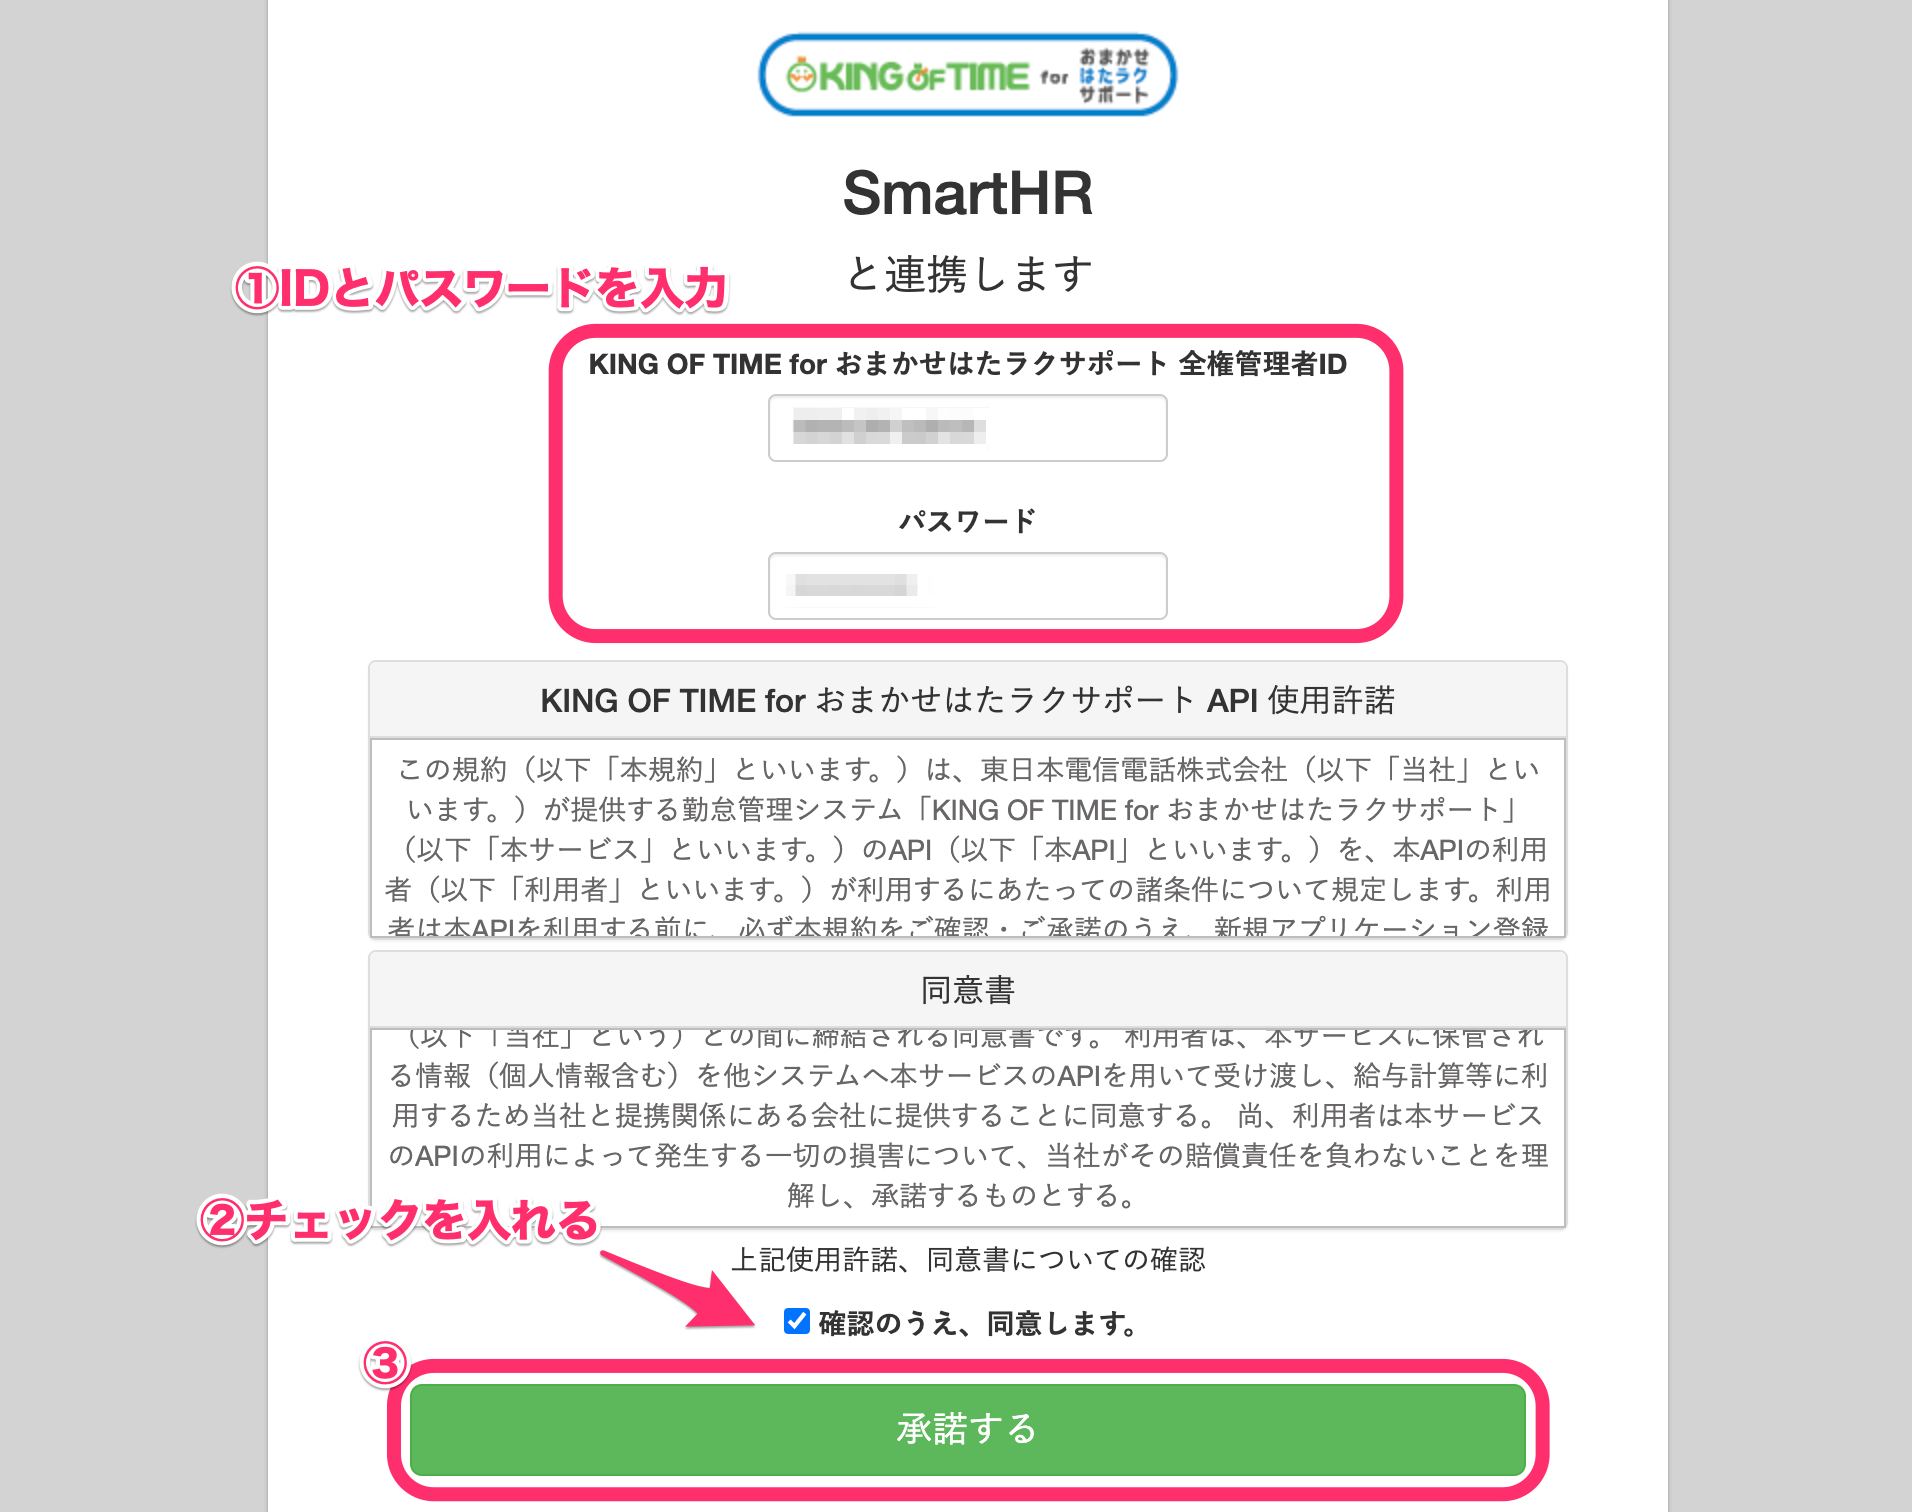 KING OF TIME for おまかせ
はたラク
サポート
SmartHR
と連携します
①IDとパスワードを入力
KING OF TIME for おまかせはたラクサポート 全権管理者ID
パスワード
KING OF TIME for おまかせはたラクサポート API 使用許諾
この規約（以下「本規約」といいます。）は、東日本電信電話株式会社（以下「当社」とい
います。）が提供する勤怠管理システム「KING OF TIME for おまかせはたラクサポート」
（以下「本サービス」といいます。）のAPI（以下「本API」といいます。）を、本APIの利用
者（以下「利用者」といいます。）が利用するにあたっての諸条件について規定します。利用
者は本APIを利用する前に、必ず本規約をご確認・ご承諾のうえ、新規アプリケーション登録
同意書
（以下「当社」という）との間に締結される同意書です。 利用者は、本サービスに保管され
る情報（個人情報含む）を他システムへ本サービスのAPIを用いて受け渡し、給与計算等に利
用するため当社と提携関係にある会社に提供することに同意する。 尚、利用者は本サービス
のAPIの利用によって発生する一切の損害について、当社がその賠償責任を負わないことを理
解し、承諾するものとする。
②チェックを入れる
上記使用許諾、同意書についての確認
確認のうえ、同意します。
③
承諾する